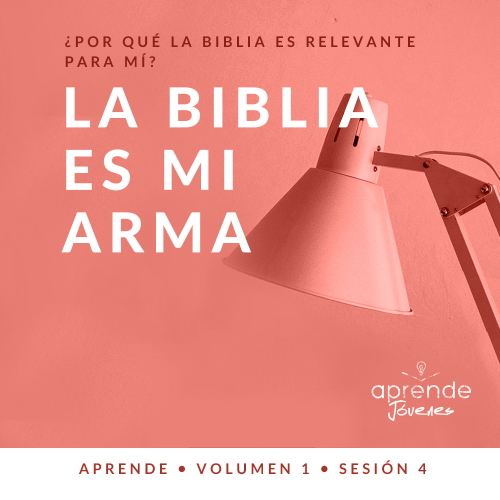 ¿POR QUÉ LA BIBLIA ES RELEVANTE
PARA MÍ?
LA BIBLIA
ES MI
ARMA
aprende
Jóvenes
APRENDE • VOLUMEN 1 • SESIÓN 4